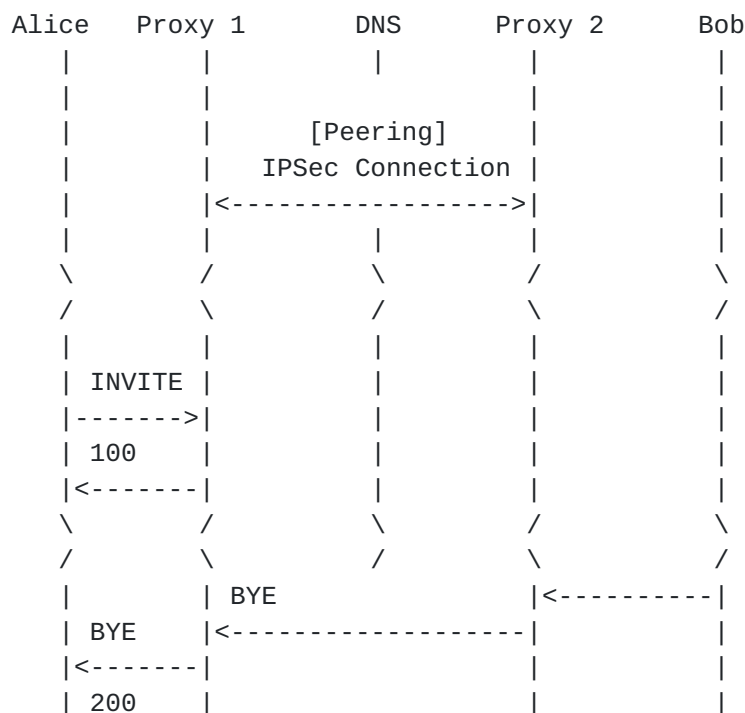 Alice Proxy 1 DNS Proxy 2 Bob
[Peering]
IPSec Connection
INVITE
100
BYE
BYE
200